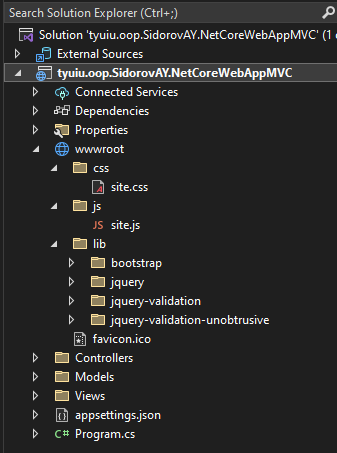 Search Solution Explorer (Ctrl+;)
Solution 'tyuiu.oop.SidorovAY.NetCoreWebAppMVC' (1
External Sources
tyuiu.oop.SidorovAY.NetCoreWebAppMVC
Connected Services
Dependencies
Properties
wwwroot
css
site.css
js
JS site.js
lib
bootstrap
jquery
jquery-validation
jquery-validation-unobtrusive
favicon.ico
Controllers
Models
Views
appsettings.json
C# Program.cs